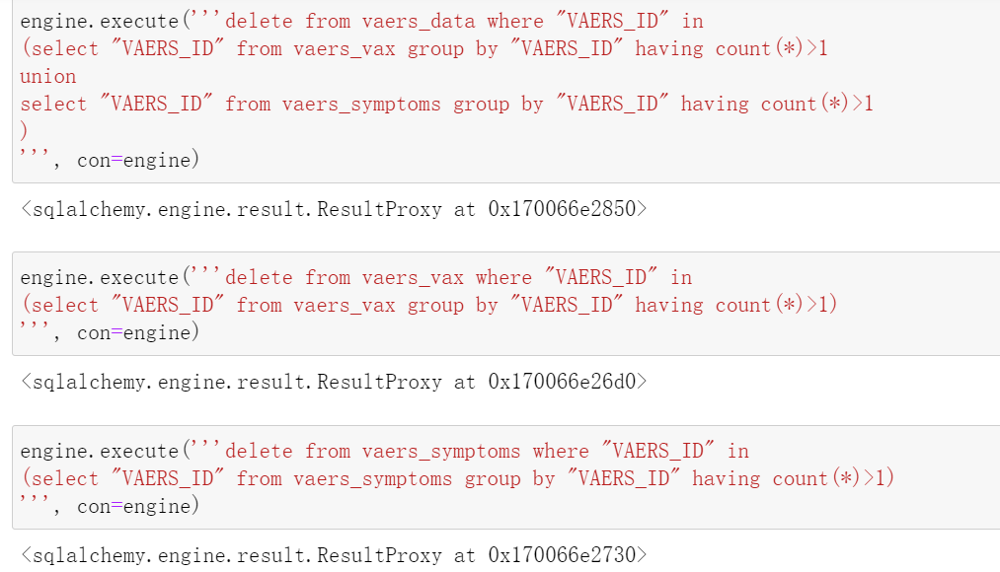 engine.execute('''delete from vaers_data where "VAERS_ID" in
(select "VAERS_ID" from vaers_vax group by "VAERS_ID" having count(*)>1
union
select "VAERS_ID" from vaers_symptoms group by "VAERS_ID" having count(*)>1
)
''', con=engine)
<sqlalchemy.engine.result.ResultProxy at 0x170066e2850>
engine.execute('''delete from vaers_vax where "VAERS_ID" in
(select "VAERS_ID" from vaers_vax group by "VAERS_ID" having count(*)>1)
''', con=engine)
<sqlalchemy.engine.result.ResultProxy at 0x170066e26d0>
engine.execute('''delete from vaers_symptoms where "VAERS_ID" in
(select "VAERS_ID" from vaers_symptoms group by "VAERS_ID" having count(*)>1)
''', con=engine)
<sqlalchemy.engine.result.ResultProxy at 0x170066e2730>